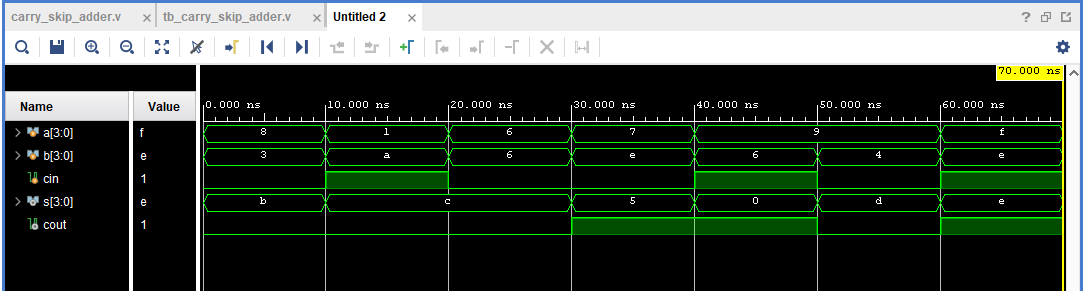 carry_skip_adder.v × tb_carry_skip_adder.v × Untitled 2 ×
70.000 ns
Name Value 0.000 ns 10.000 ns 20.000 ns 30.000 ns 40.000 ns 50.000 ns 60.000 ns
a[3:0] f 8 1 6 7 9 f
b[3:0] e 3 a 6 e 6 4 e
cin 1
s[3:0] e b c 5 0 d e
cout 1